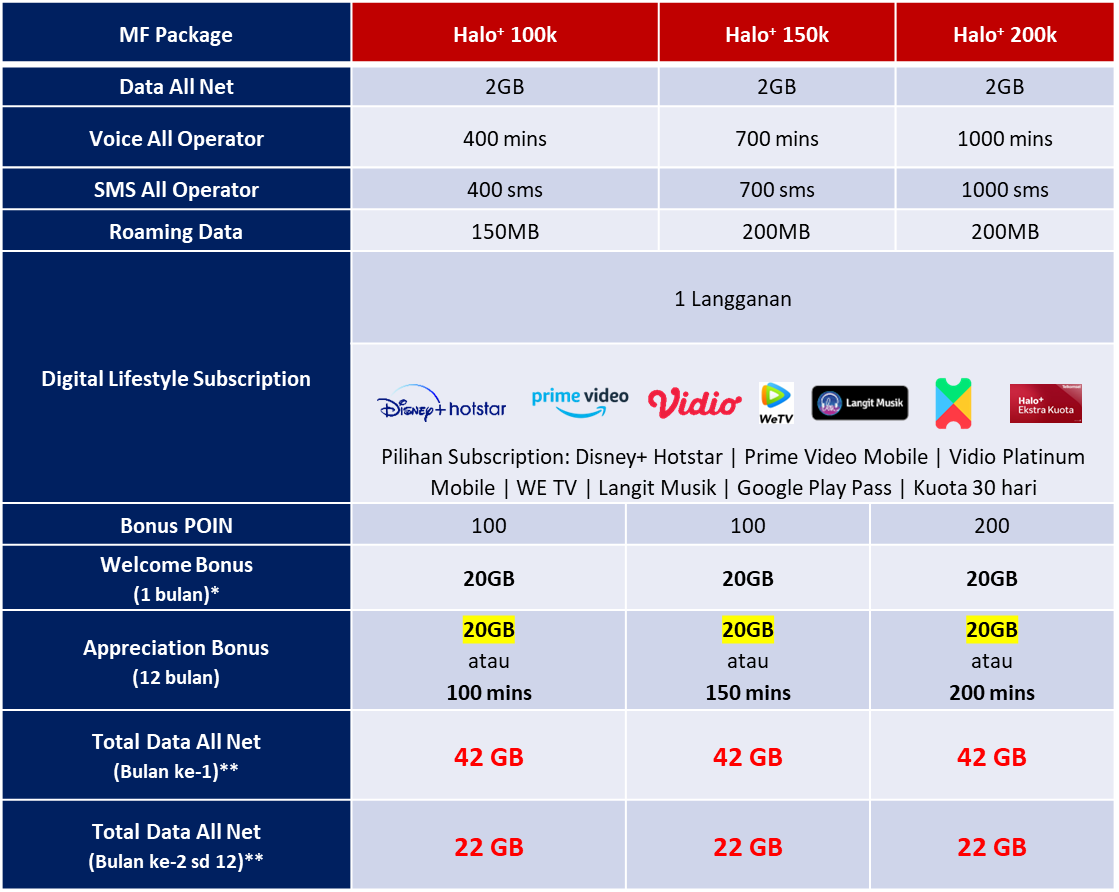 MF Package Halo+ 100k Halo+ 150k Halo+ 200k
Data All Net 2GB 2GB 2GB
Voice All Operator 400 mins 700 mins 1000 mins
SMS All Operator 400 sms 700 sms 1000 sms
Roaming Data 150MB 200MB 200MB
Digital Lifestyle Subscription
1 Langganan
Disney+ hotstar prime video Vidio WeTV Langit Musik Halo+
Ekstra Kuota
Pilihan Subscription: Disney+ Hotstar | Prime Video Mobile | Vidio Platinum
Mobile | WE TV | Langit Musik | Google Play Pass | Kuota 30 hari
Bonus POIN 100 100 200
Welcome Bonus
(1 bulan)*
20GB 20GB 20GB
Appreciation Bonus
(12 bulan)
20GB 20GB 20GB
atau atau atau
100 mins 150 mins 200 mins
Total Data All Net
(Bulan ke-1)**
42 GB 42 GB 42 GB
Total Data All Net
(Bulan ke-2 sd 12)**
22 GB 22 GB 22 GB